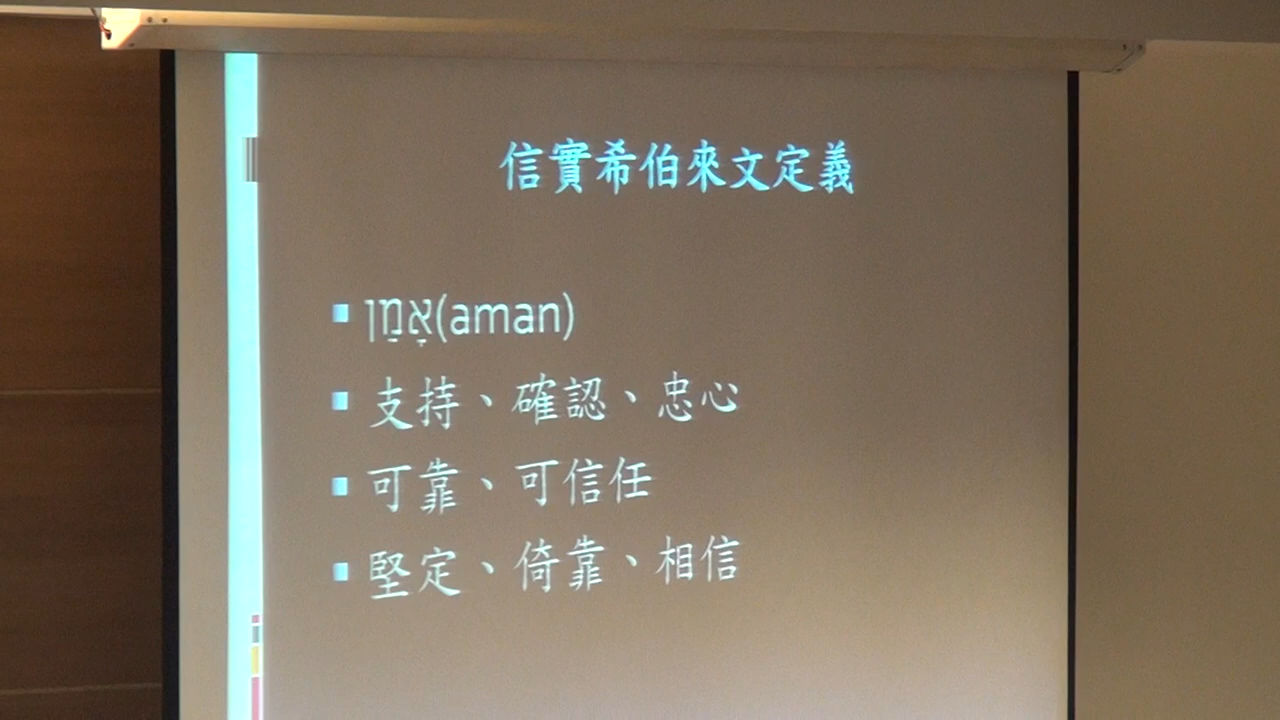 信實希伯來文定義
אָמַן(aman)
支持、確認、忠心
可靠、可信任
堅定、倚靠、相信